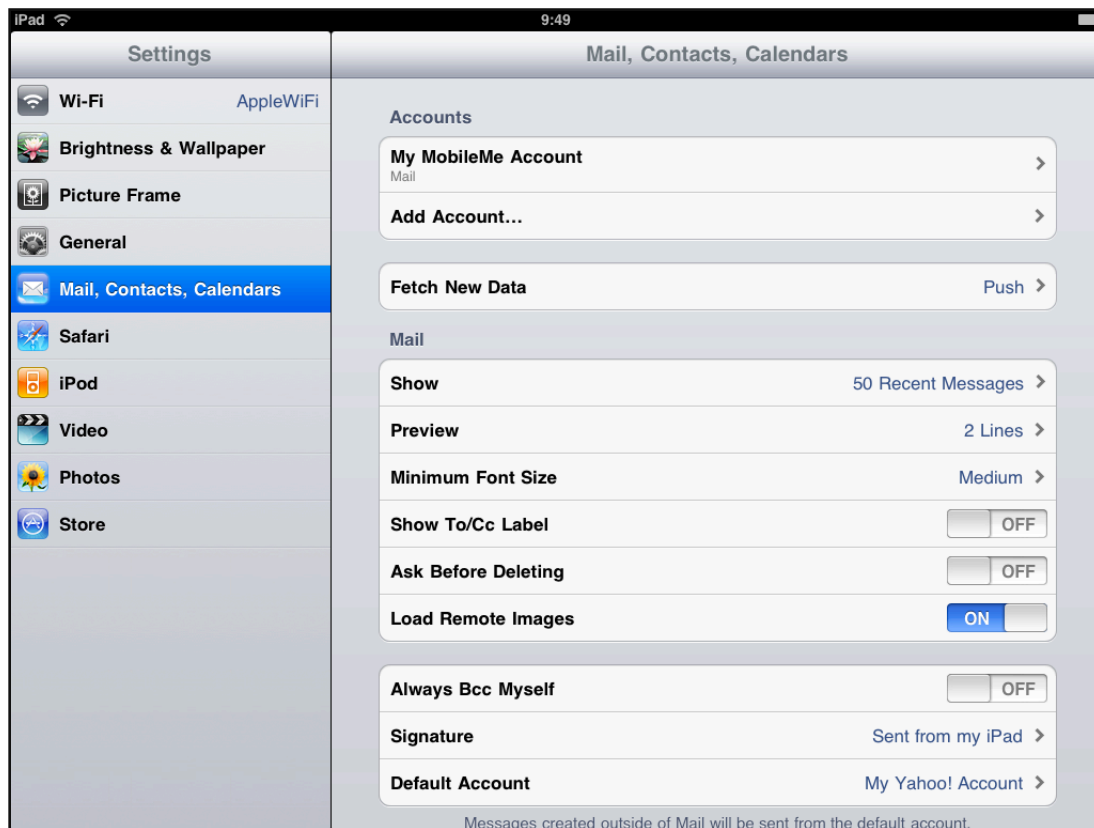 iPad 9:49
Settings
Wi-Fi AppleWiFi
Brightness & Wallpaper
Picture Frame
General
Mail, Contacts, Calendars
Safari
iPod
Video
Photos
Store
Mail, Contacts, Calendars
Accounts
My MobileMe Account
Mail
Add Account...
Fetch New Data Push
Mail
Show 50 Recent Messages
Preview 2 Lines
Minimum Font Size Medium
Show To/Cc Label OFF
Ask Before Deleting OFF
Load Remote Images ON
Always Bcc Myself OFF
Signature Sent from my iPad
Default Account My Yahoo! Account
Messages created outside of Mail will be sent from the default account.